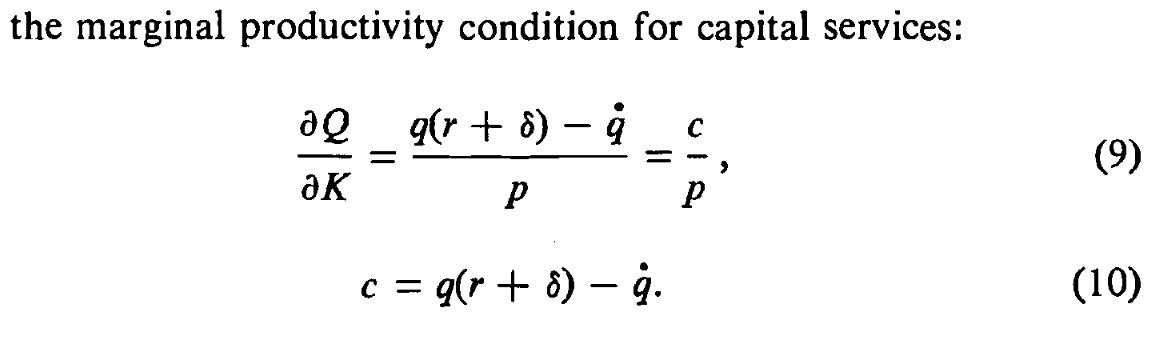 the marginal productivity condition for capital services:
∂Q/∂K = (q(r + δ) − q̇)/p = c/p , (9)
c = q(r + δ) − q̇. (10)